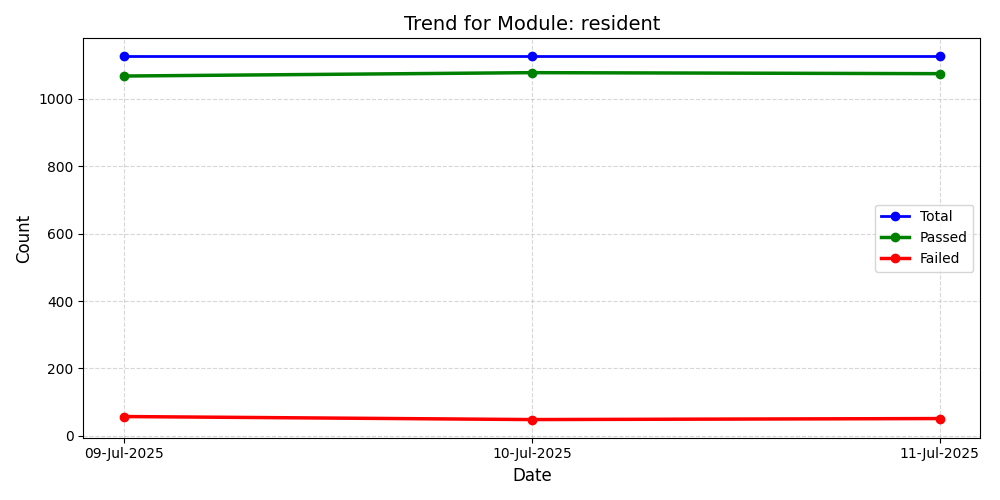 Trend for Module: resident
Count
1000
800
600
400
200
0
Total
Passed
Failed
09-Jul-2025
10-Jul-2025
11-Jul-2025
Date